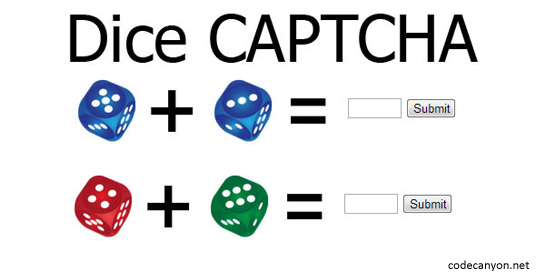 Dice CAPTCHA
+ = Submit
+ = Submit
codecanyon.net